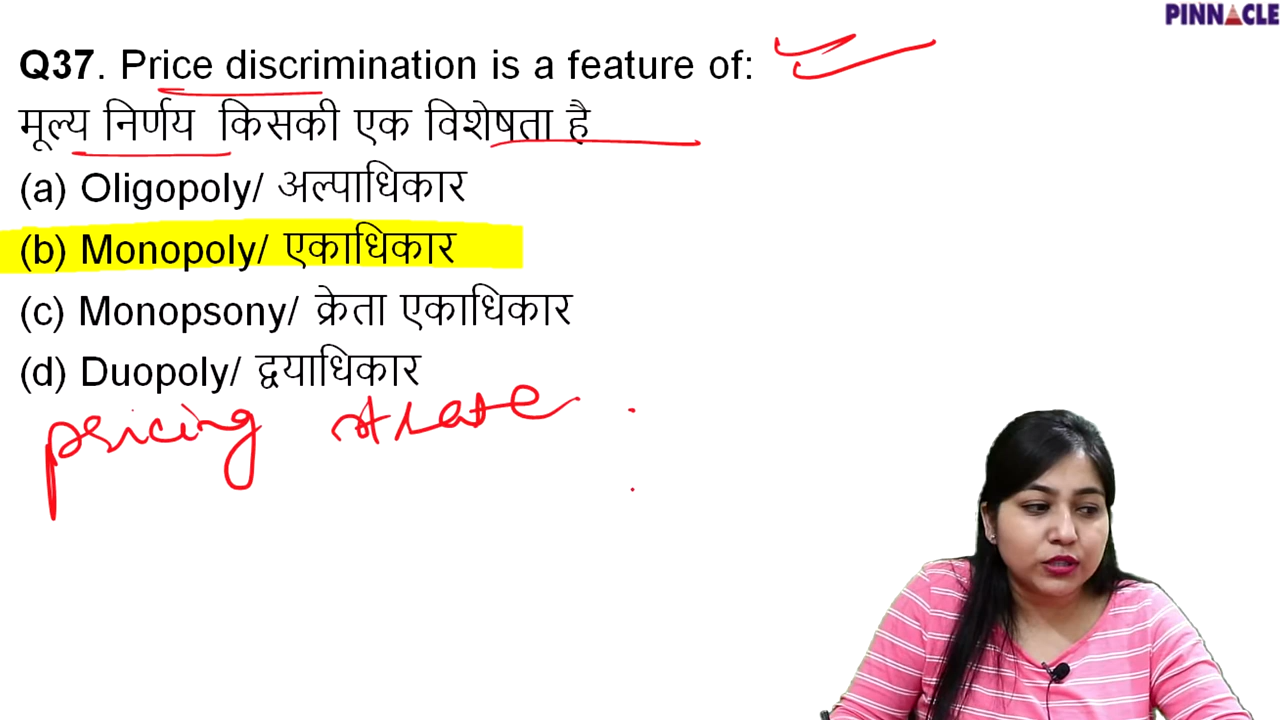 PINNACLE
Q37. Price discrimination is a feature of:
मूल्य निर्णय किसकी एक विशेषता है
(a) Oligopoly/ अल्पाधिकार
(b) Monopoly/ एकाधिकार
(c) Monopsony/ क्रेता एकाधिकार
(d) Duopoly/ द्वयाधिकार
pricing strate